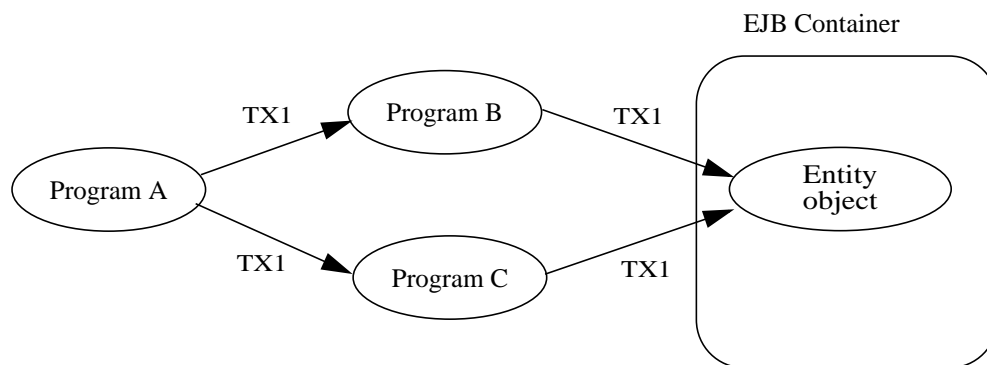 EJB Container
TX1
Program B
TX1
Program A
Entity
object
TX1
Program C
TX1